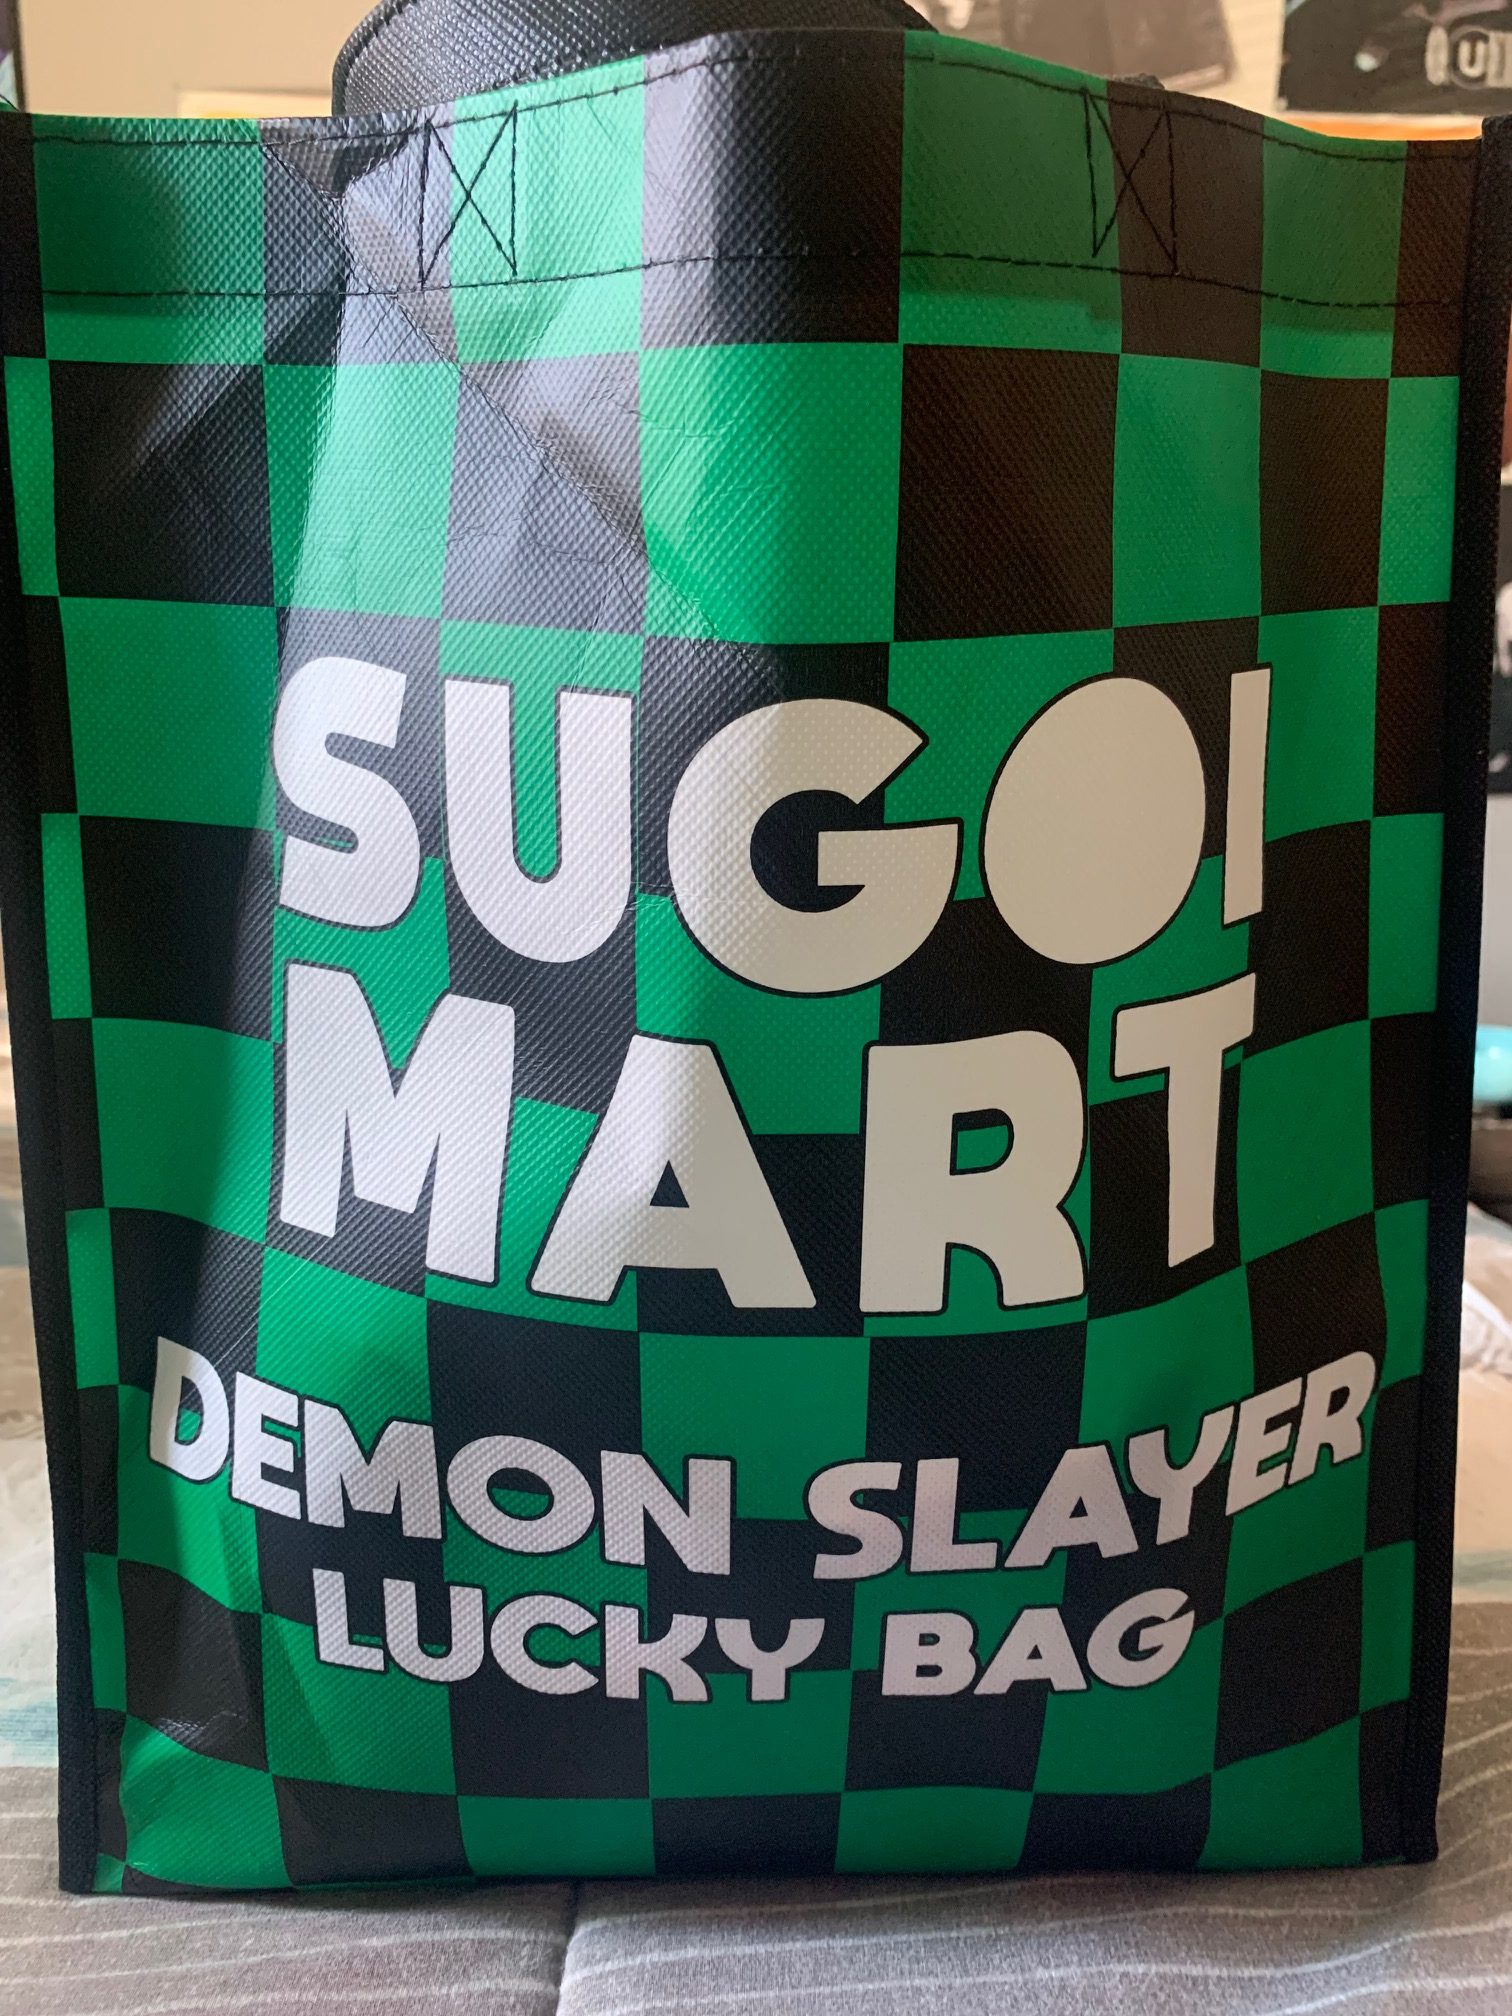 SUGOI
MART
DEMON SLAYER
LUCKY BAG